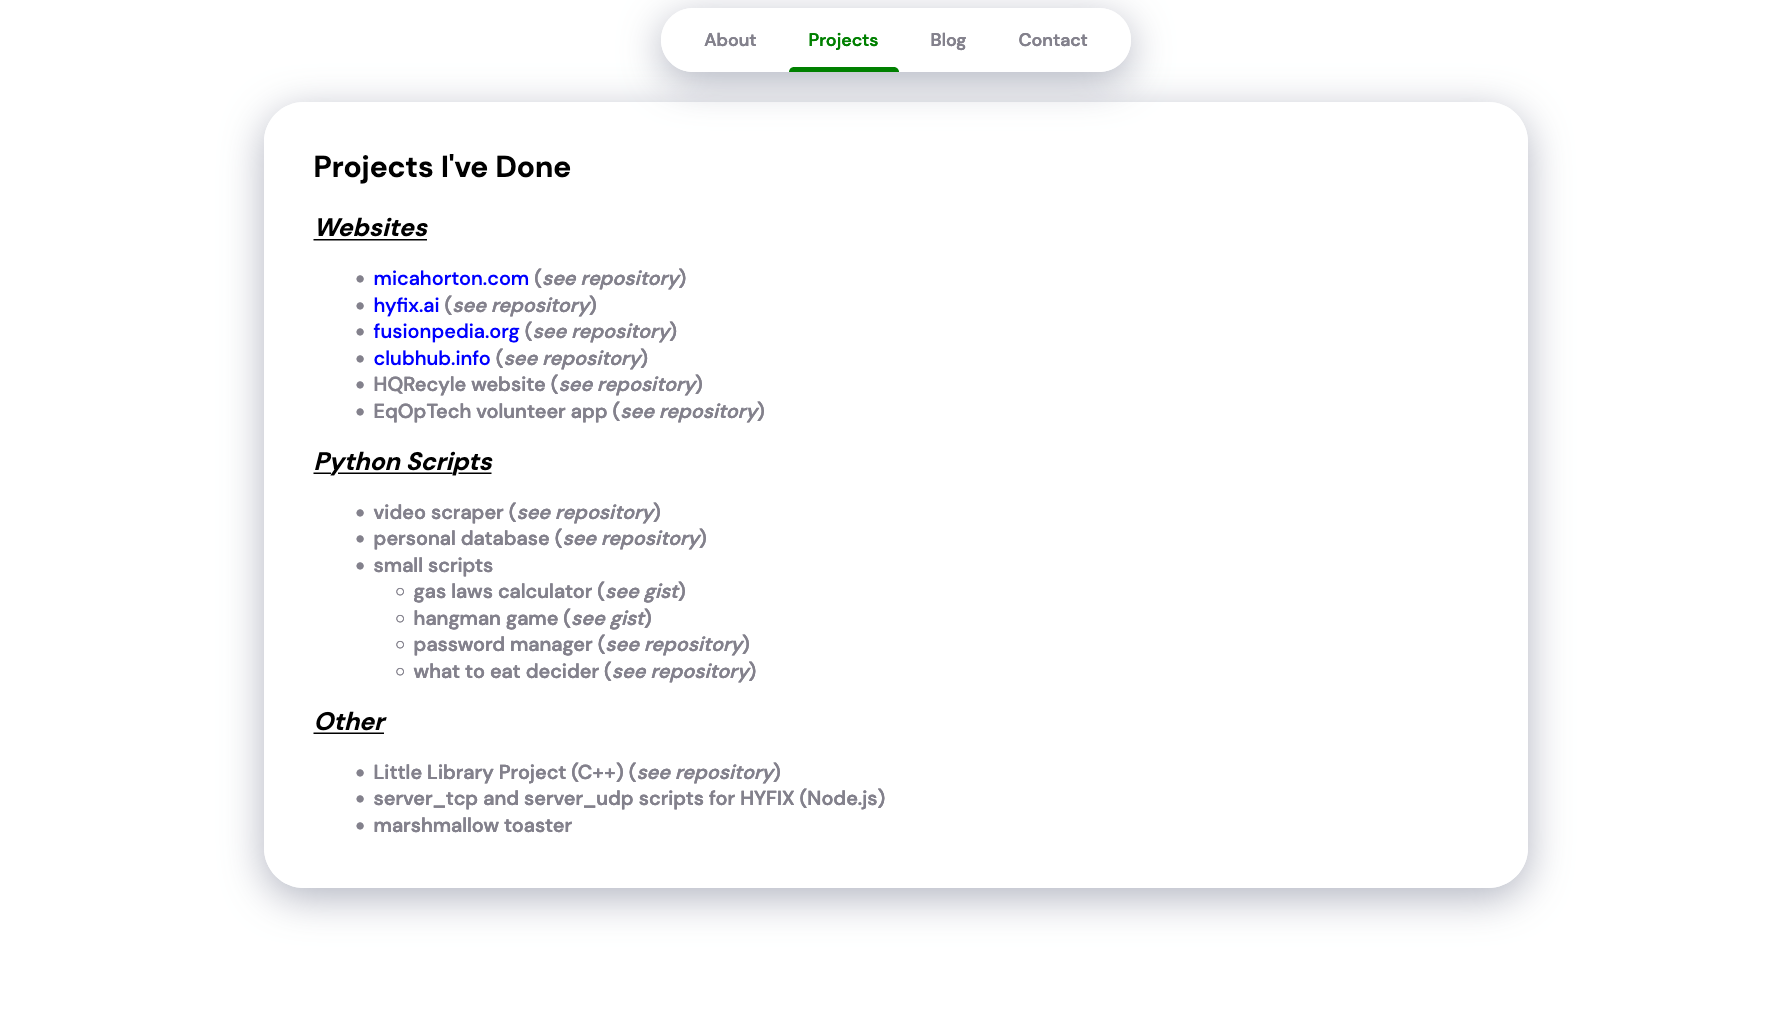 About Projects Blog Contact
Projects I've Done
Websites
micahorton.com (see repository)
hyfix.ai (see repository)
fusionpedia.org (see repository)
clubhub.info (see repository)
HQRecyle website (see repository)
EqOpTech volunteer app (see repository)
Python Scripts
video scraper (see repository)
personal database (see repository)
small scripts
gas laws calculator (see gist)
hangman game (see gist)
password manager (see repository)
what to eat decider (see repository)
Other
Little Library Project (C++) (see repository)
server_tcp and server_udp scripts for HYFIX (Node.js)
marshmallow toaster